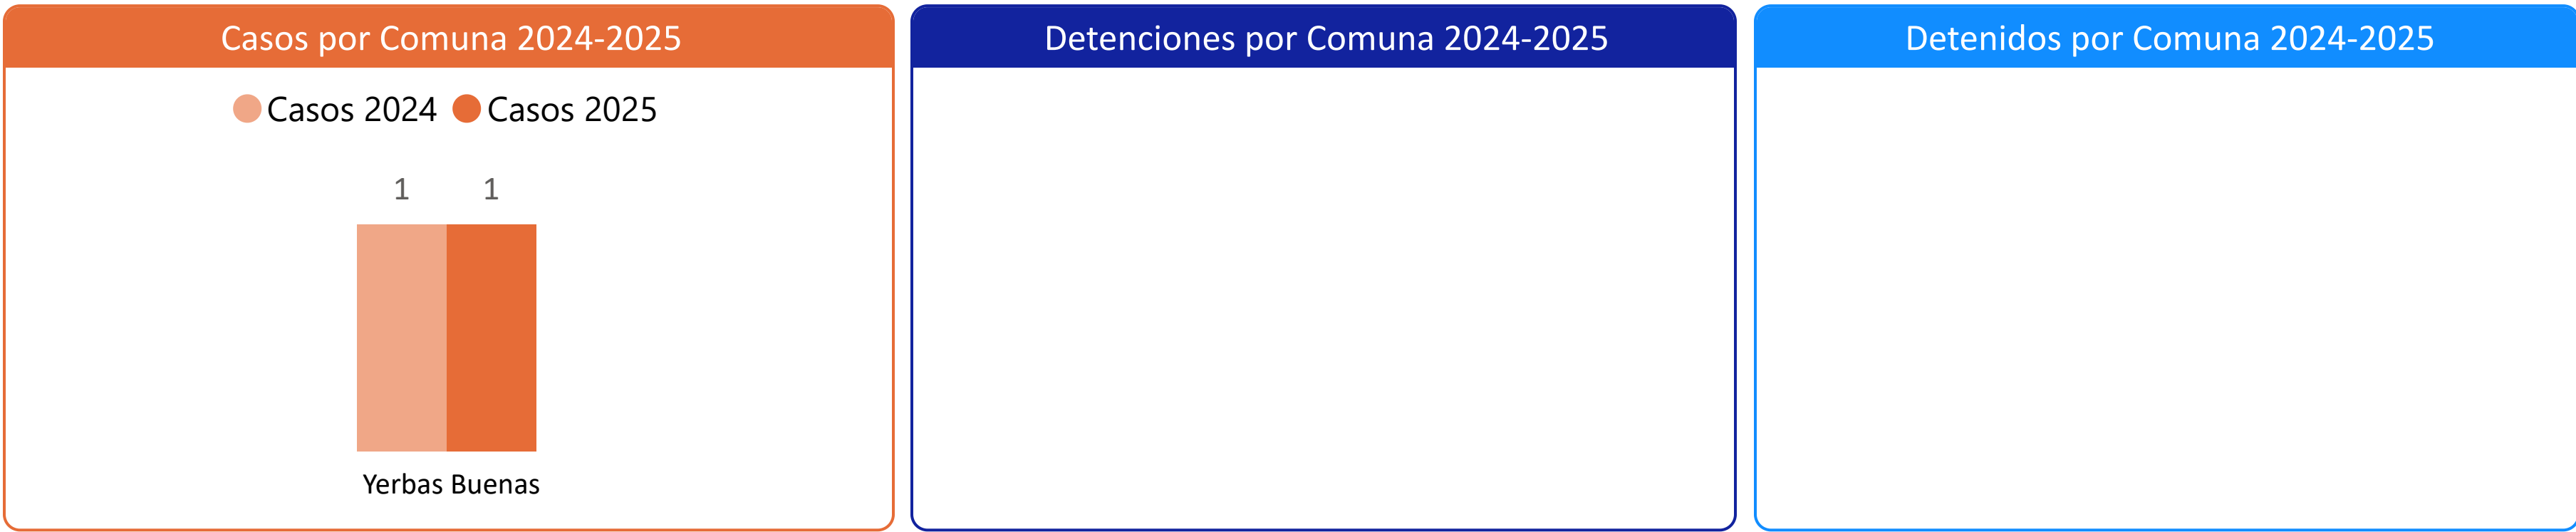 Casos por Comuna 2024-2025
Casos 2024 Casos 2025
1 1
Yerbas Buenas
Detenciones por Comuna 2024-2025
Detenidos por Comuna 2024-2025